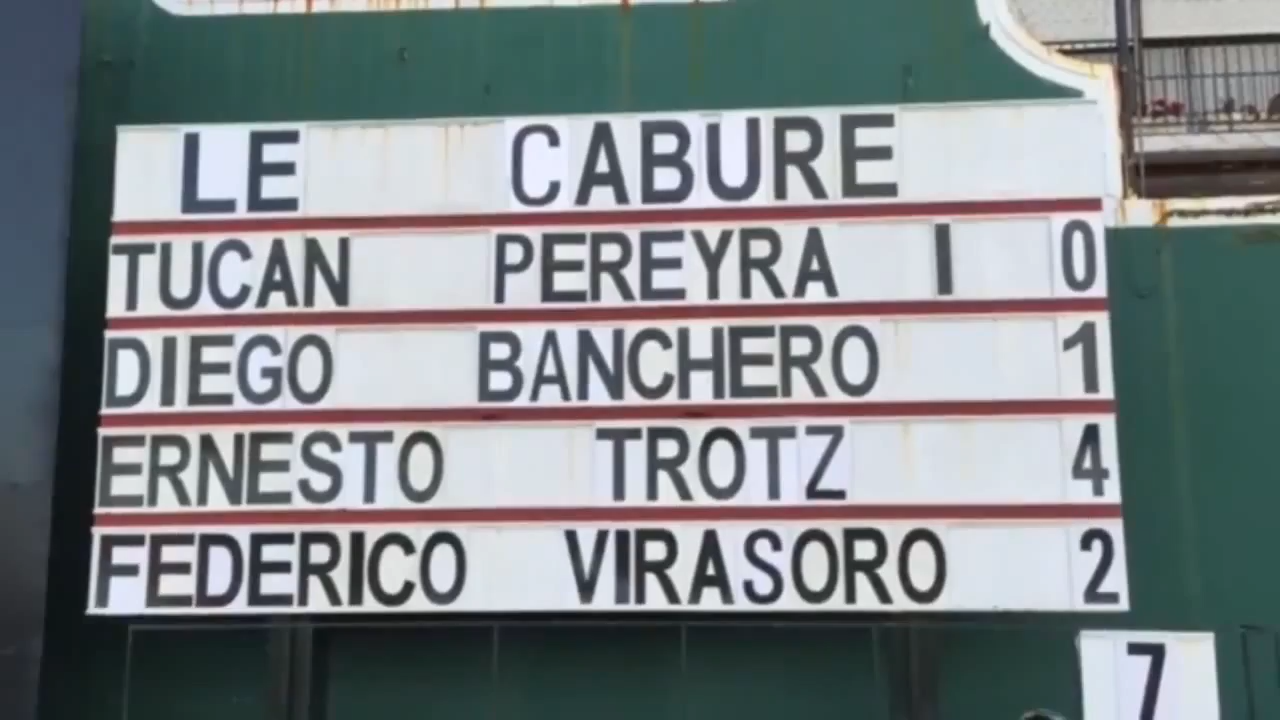 LE CABURE
TUCAN PEREYRA I 0
DIEGO BANCHERO 1
ERNESTO TROTZ 4
FEDERICO VIRASORO 2
7